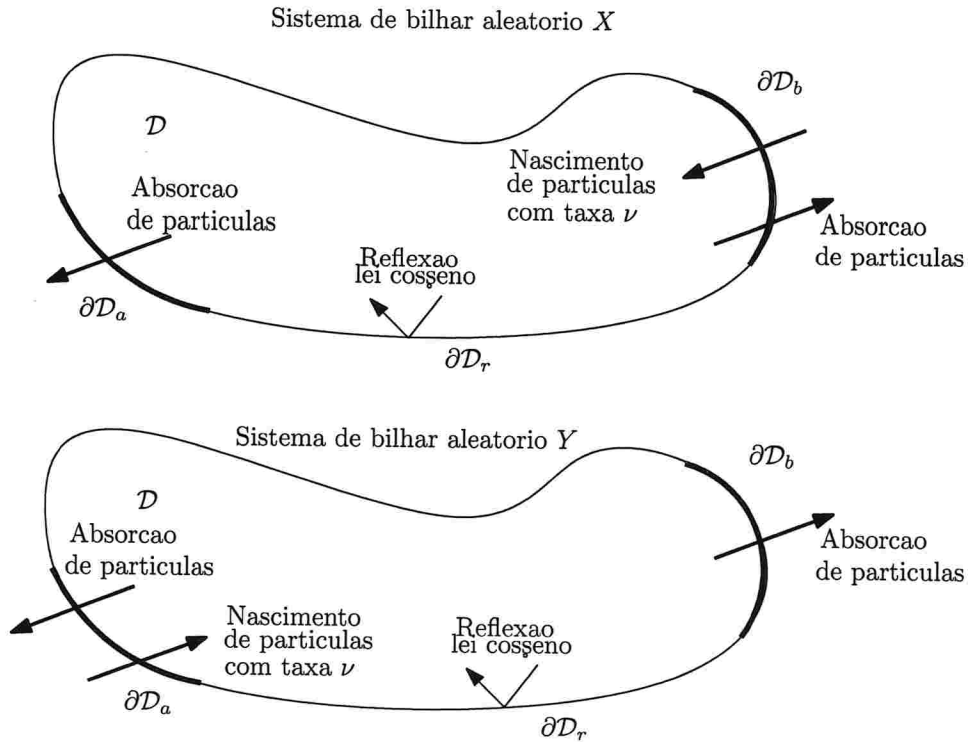 Sistema de bilhar aleatorio X
∂D_b
D
Nascimento
de particulas
com taxa ν
Absorcao
de particulas
Absorcao
de particulas
Reflexao
lei cosseno
∂D_a
∂D_r
Sistema de bilhar aleatorio Y
∂D_b
D
Absorcao
de particulas
Absorcao
de particulas
Nascimento
de particulas
com taxa ν
Reflexao
lei cosseno
∂D_a
∂D_r